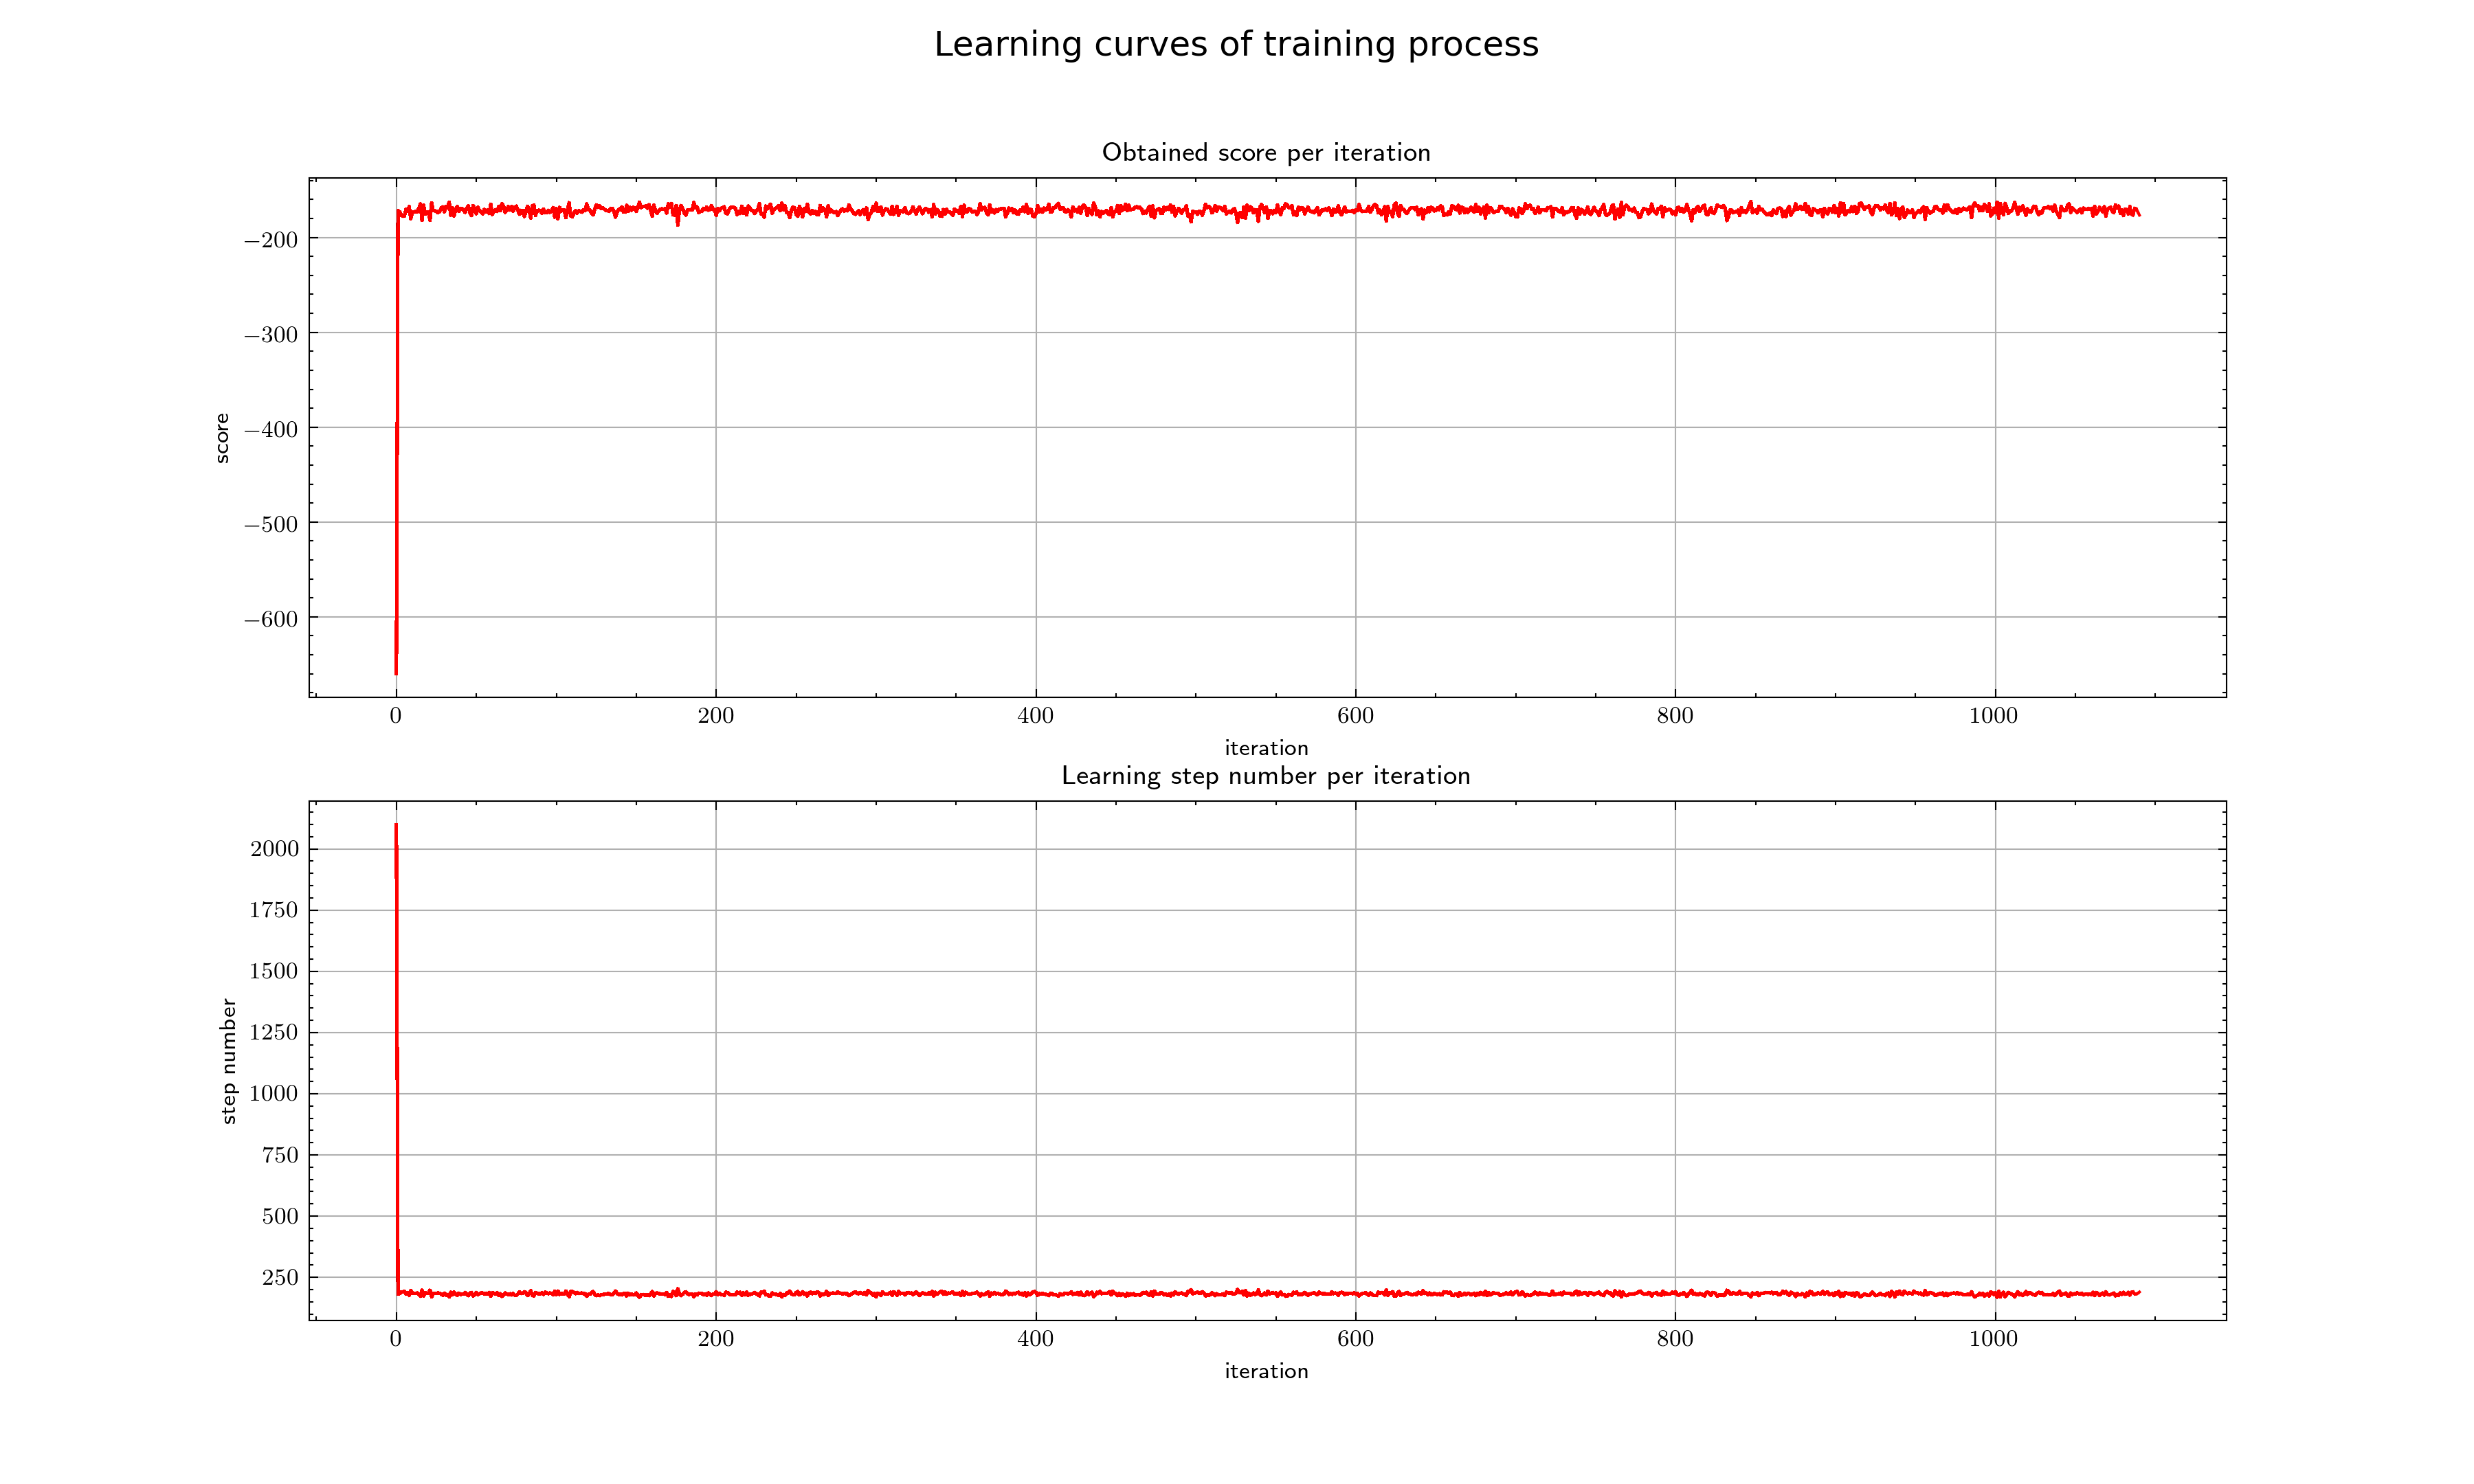 Learning curves of training process
Obtained score per iteration
−200
−300
−400
−500
−600
score
0 200 400 600 800 1000
iteration
Learning step number per iteration
2000
1750
1500
1250
1000
750
500
250
step number
0 200 400 600 800 1000
iteration